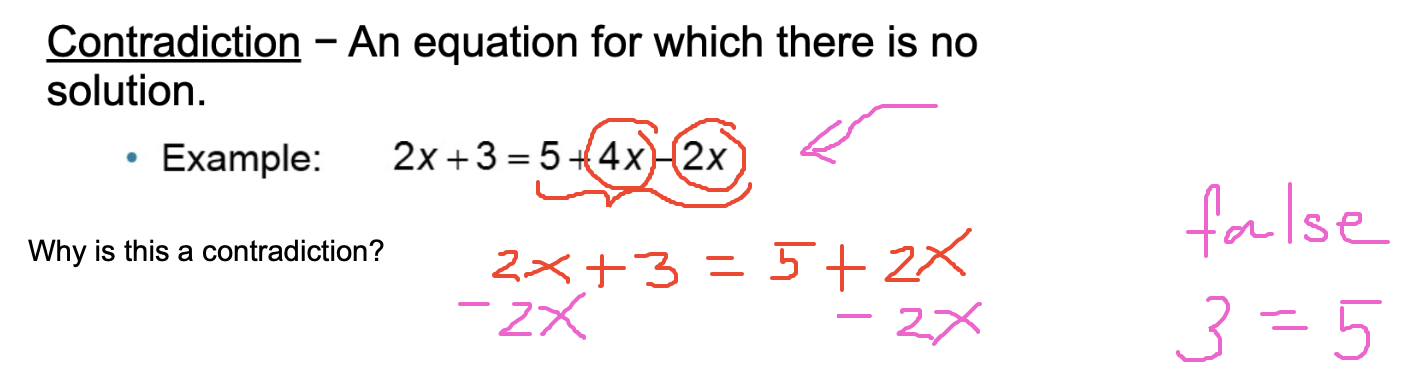 Contradiction – An equation for which there is no
solution.
• Example: 2x + 3 = 5 + 4x – 2x
Why is this a contradiction?
2x + 3 = 5 + 2x
- 2x - 2x
false
3 = 5